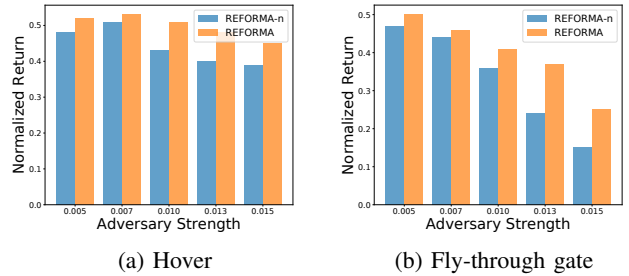 REFORMA-n
REFORMA
0.5
0.4
0.3
0.2
0.1
0.0
Normalized Return
0.005 0.007 0.010 0.013 0.015
Adversary Strength
(a) Hover
REFORMA-n
REFORMA
0.5
0.4
0.3
0.2
0.1
0.0
Normalized Return
0.005 0.007 0.010 0.013 0.015
Adversary Strength
(b) Fly-through gate